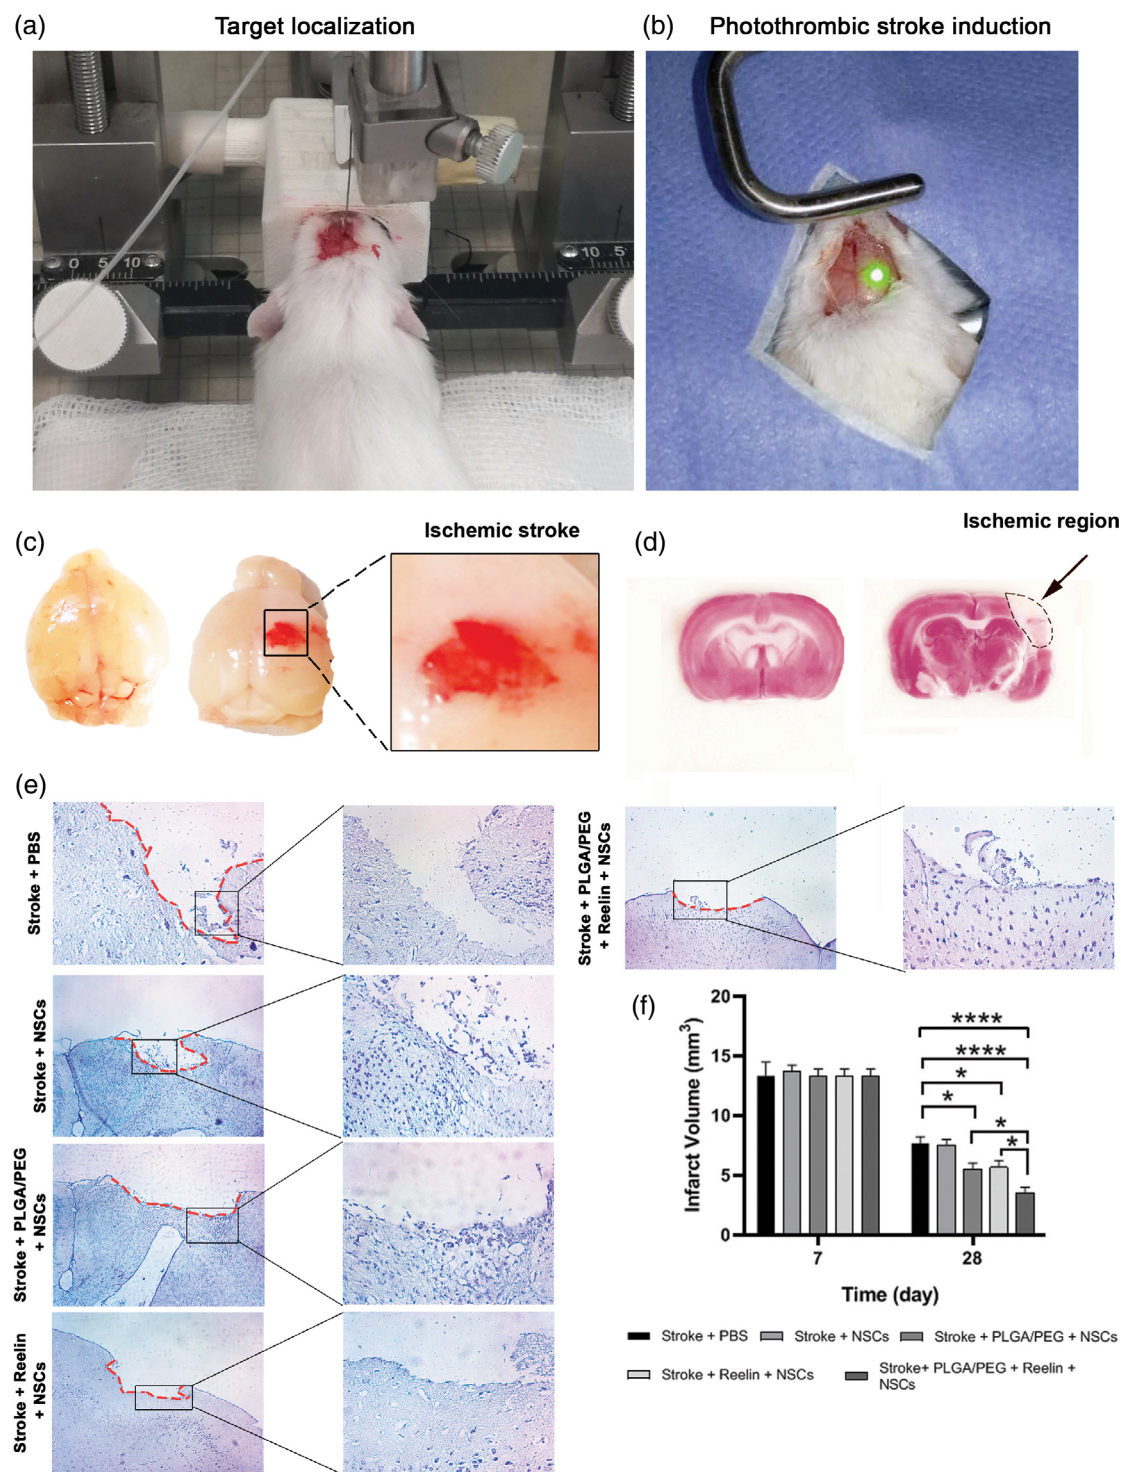 (a) Target localization
(b) Photothrombic stroke induction
0 5 10
10 5
(c) Ischemic stroke
(d) Ischemic region
(e)
Stroke + PBS
Stroke + PLGA/PEG
+ Reelin + NSCs
Stroke + NSCs
Stroke + PLGA/PEG
+ NSCs
Stroke + Reelin
+ NSCs
(f)
Infarct Volume (mm³)
20
15
10
5
0
****
****
*
*
*
*
7 28
Time (day)
Stroke + PBS Stroke + NSCs Stroke + PLGA/PEG + NSCs
Stroke + Reelin + NSCs Stroke+ PLGA/PEG + Reelin +
NSCs